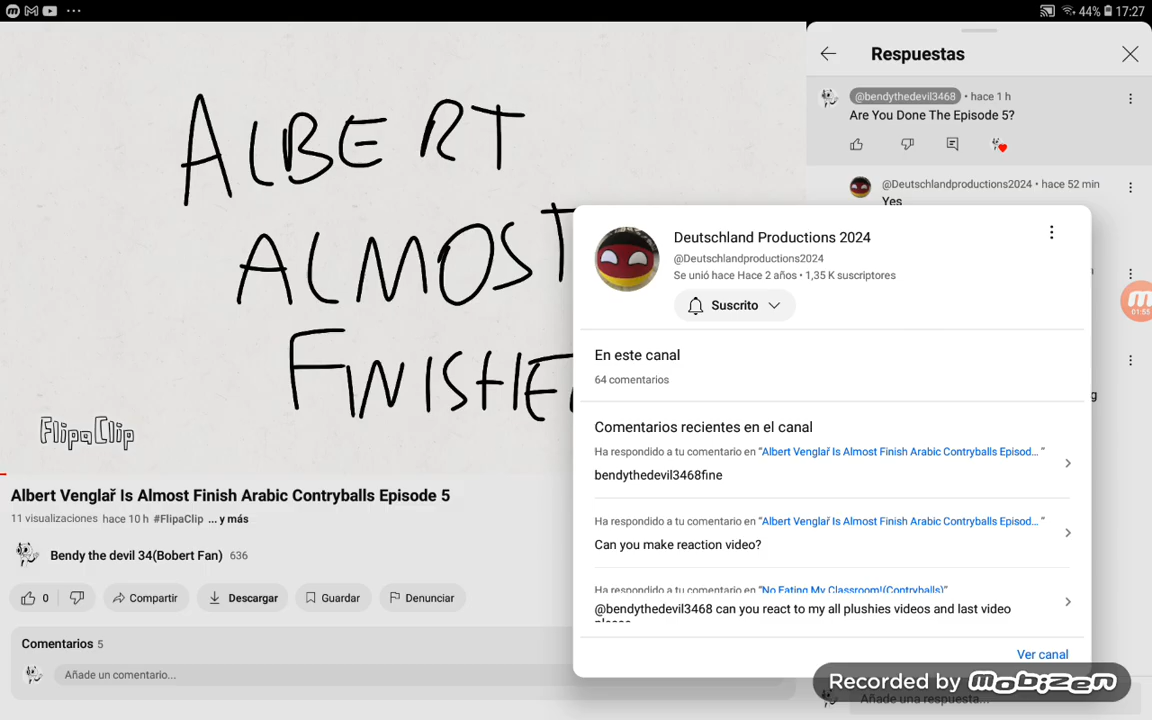 44% 17:27
ALBERT
ALMOST
FINISHE
FlipaClip
Albert Venglař Is Almost Finish Arabic Contryballs Episode 5
11 visualizaciones hace 10 h #FlipaClip ... y más
Bendy the devil 34(Bobert Fan) 636
0 Compartir Descargar Guardar Denunciar
Comentarios 5
Añade un comentario...
Respuestas
@bendythedevil3468 • hace 1 h
Are You Done The Episode 5?
@Deutschlandproductions2024 • hace 52 min
Yes
Deutschland Productions 2024
@Deutschlandproductions2024
Se unió hace Hace 2 años • 1,35 K suscriptores
Suscrito
En este canal
64 comentarios
Comentarios recientes en el canal
Ha respondido a tu comentario en "Albert Venglař Is Almost Finish Arabic Contryballs Episod... "
bendythedevil3468fine
Ha respondido a tu comentario en "Albert Venglař Is Almost Finish Arabic Contryballs Episod... "
Can you make reaction video?
Ha respondido a tu comentario en "No Eating My Classroom!(Contryballs)"
@bendythedevil3468 can you react to my all plushies videos and last video
please
Ver canal
01:55
Recorded by mobizen
Añade una respuesta...